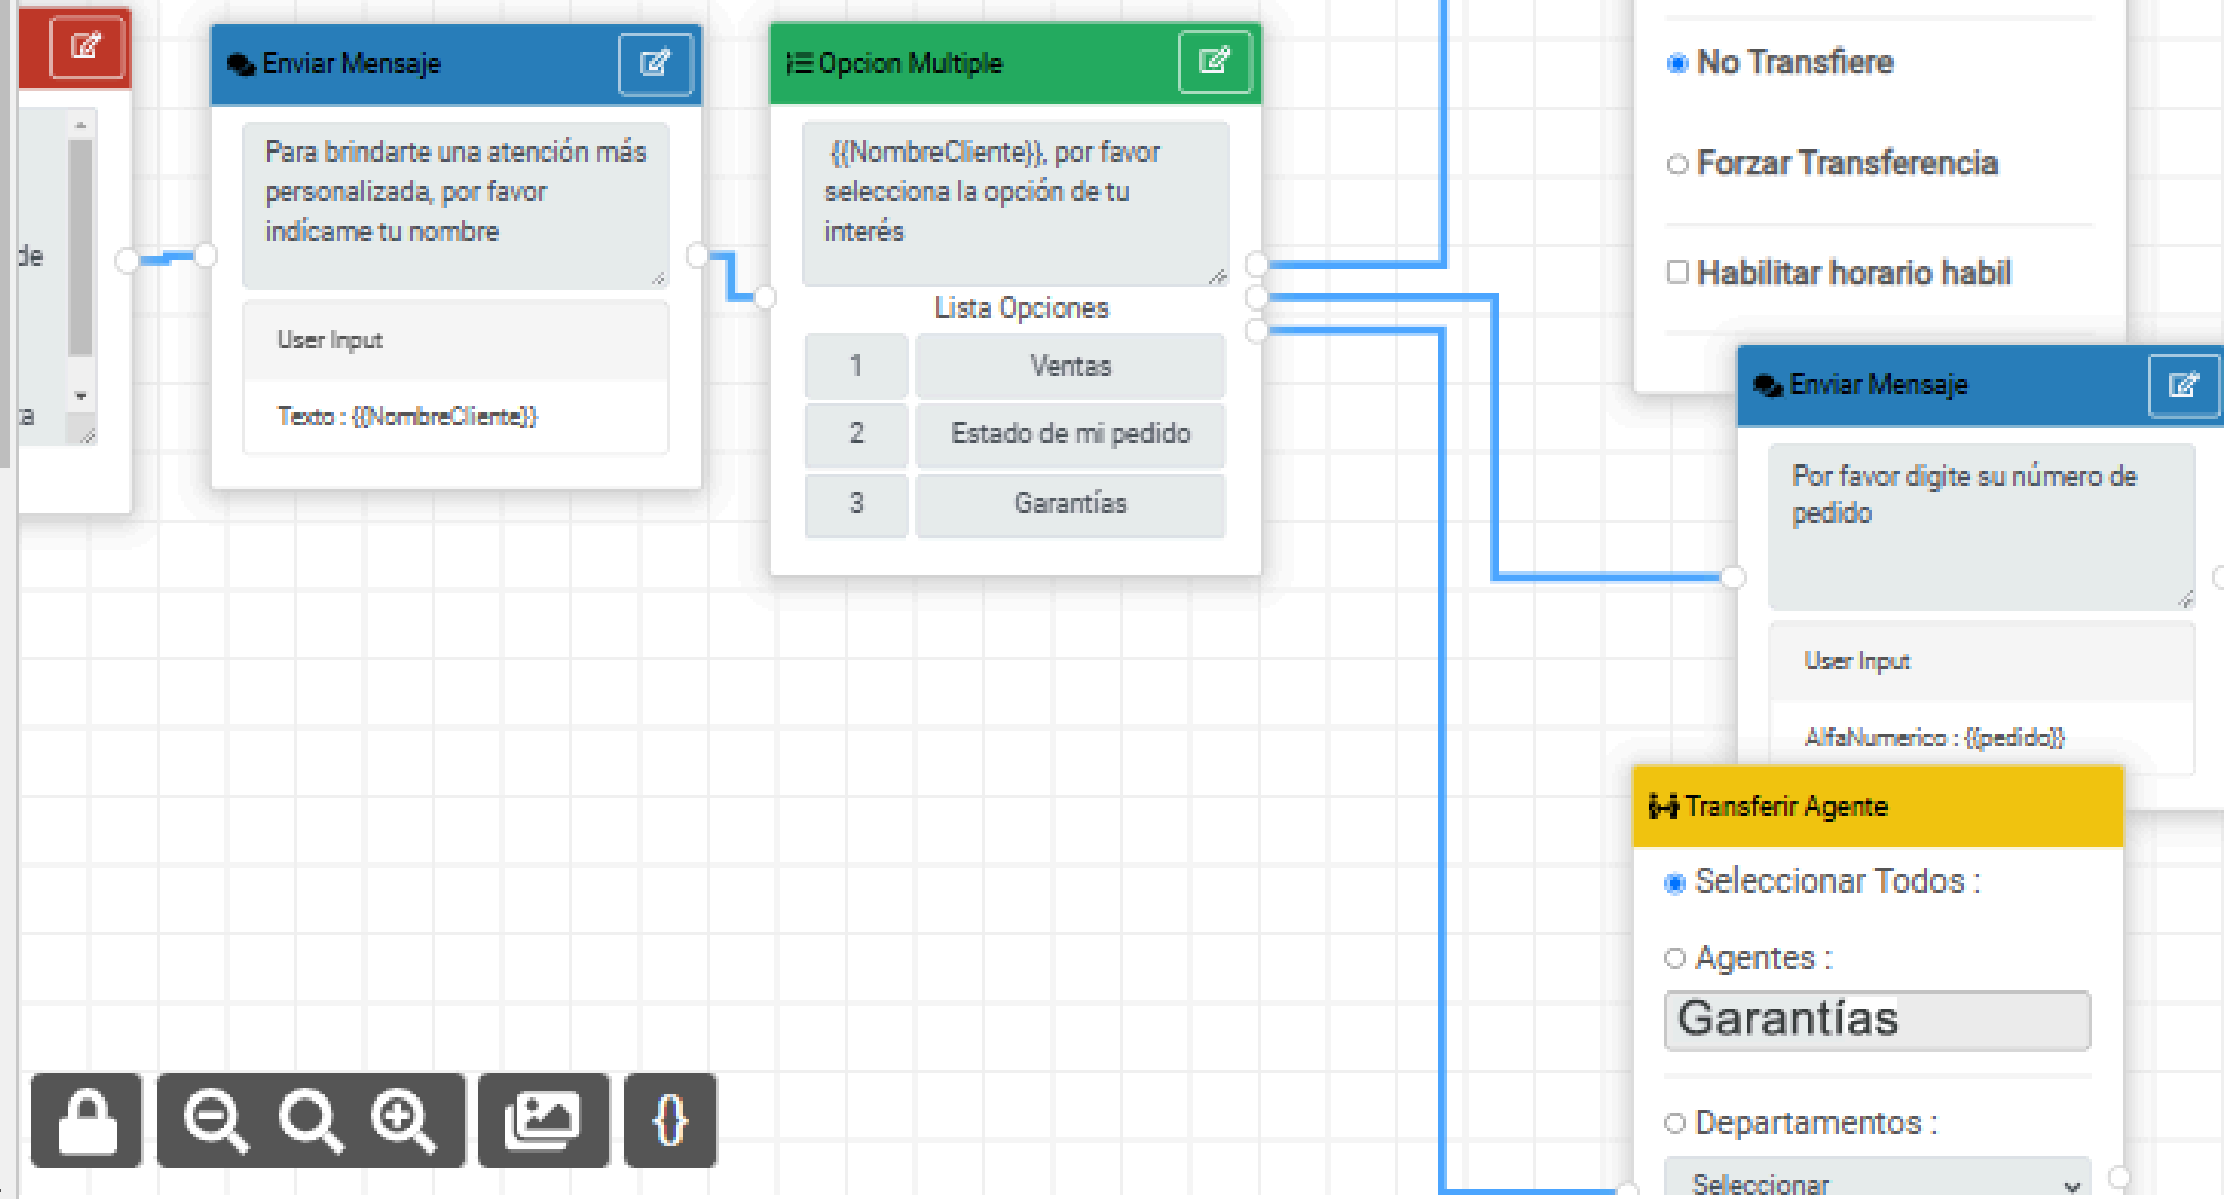 de
ta
Enviar Mensaje
Para brindarte una atención más
personalizada, por favor
indícame tu nombre
User Input
Texto : {{NombreCliente}}
Opcion Multiple
{{NombreCliente}}, por favor
selecciona la opción de tu
interés
Lista Opciones
1 Ventas
2 Estado de mi pedido
3 Garantías
No Transfiere
Forzar Transferencia
Habilitar horario habil
Enviar Mensaje
Por favor digite su número de
pedido
User Input
AlfaNumerico : {{pedido}}
Transferir Agente
Seleccionar Todos :
Agentes :
Garantías
Departamentos :
Seleccionar
{}